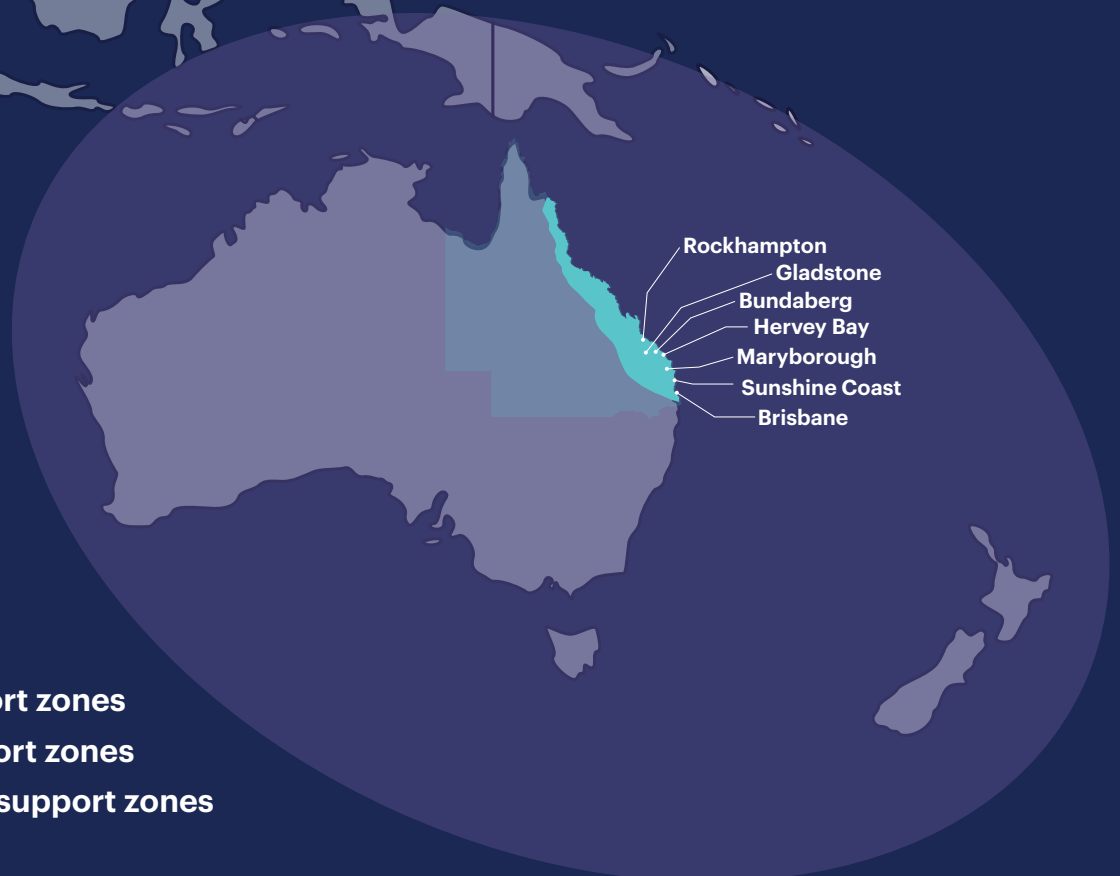 Rockhampton
Gladstone
Bundaberg
Hervey Bay
Maryborough
Sunshine Coast
Brisbane
zones
zones
support zones